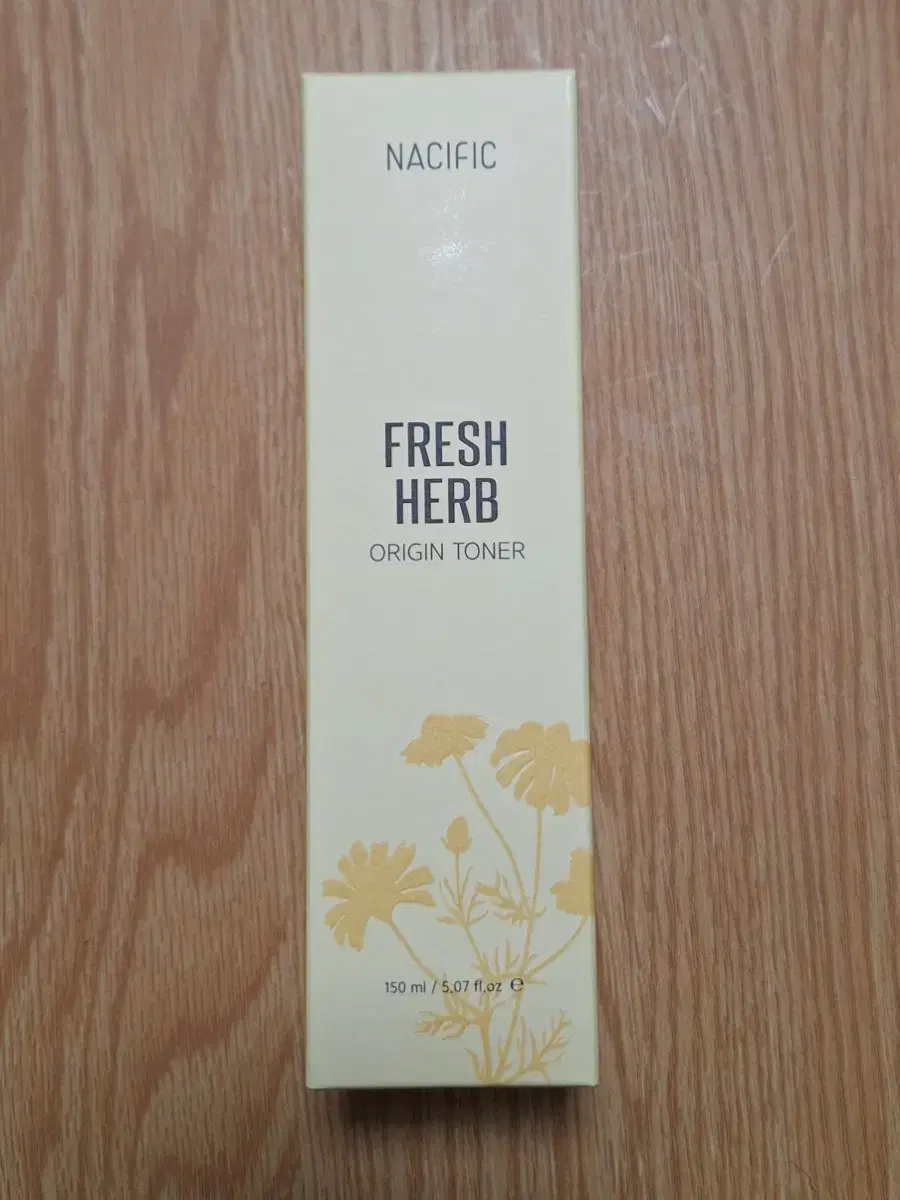 NACIFIC
FRESH
HERB
ORIGIN TONER
150 ml / 5.07 fl.oz ℮